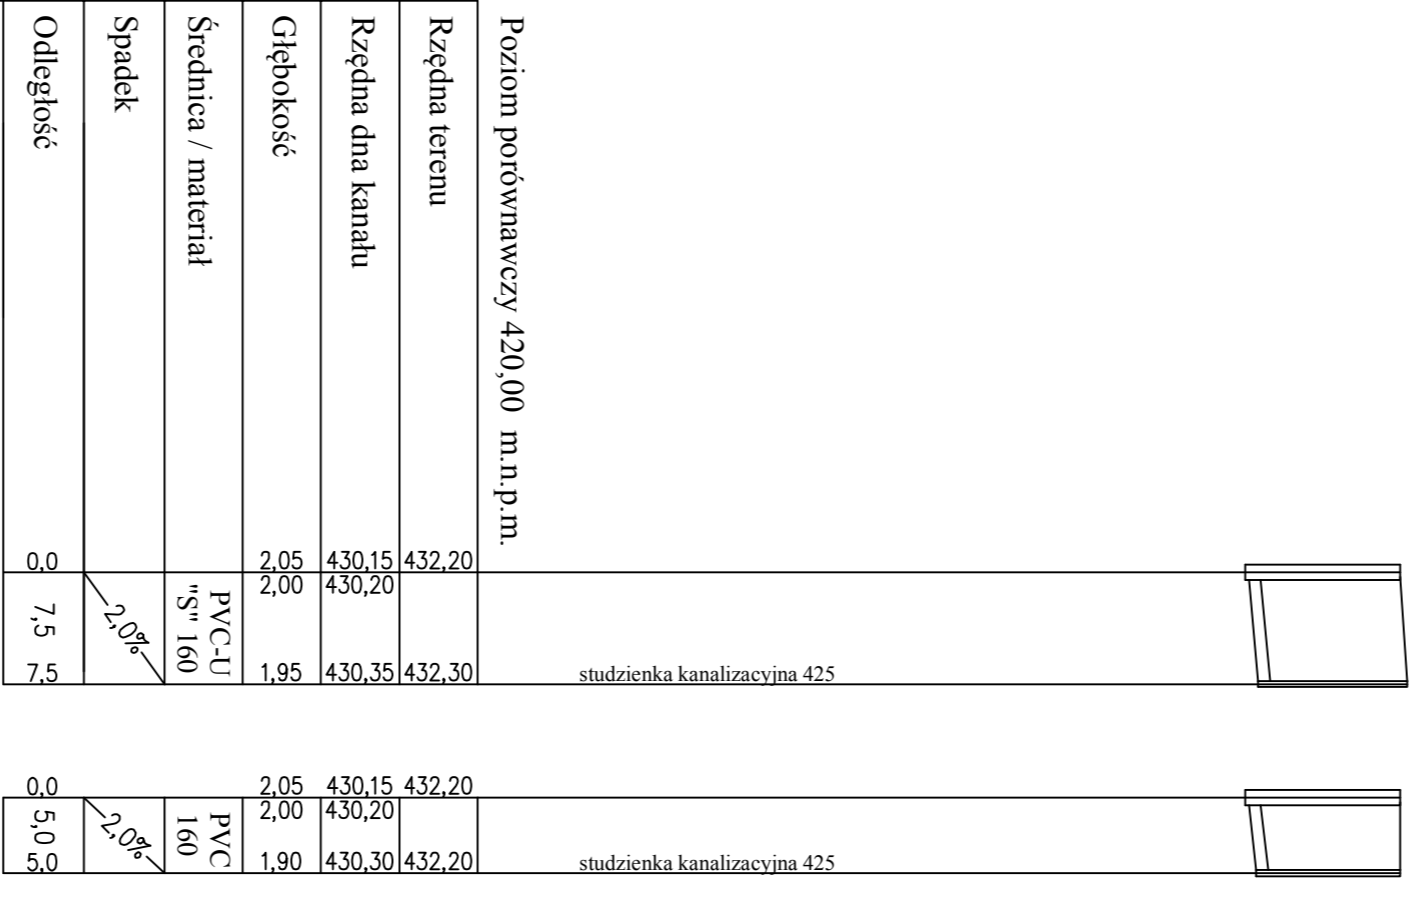 Poziom porównawczy 420,00 m.n.p.m.
Rzędna terenu
Rzędna dna kanału
Głębokość
Średnica / materiał
Spadek
Odległość
0,0 2,05 430,15 432,20
2,00 430,20
7,5 2,0% PVC-U
"S" 160
7,5 1,95 430,35 432,30 studzienka kanalizacyjna 425
0,0 2,05 430,15 432,20
2,00 430,20
5,0 2,0% PVC
160
5,0 1,90 430,30 432,20 studzienka kanalizacyjna 425